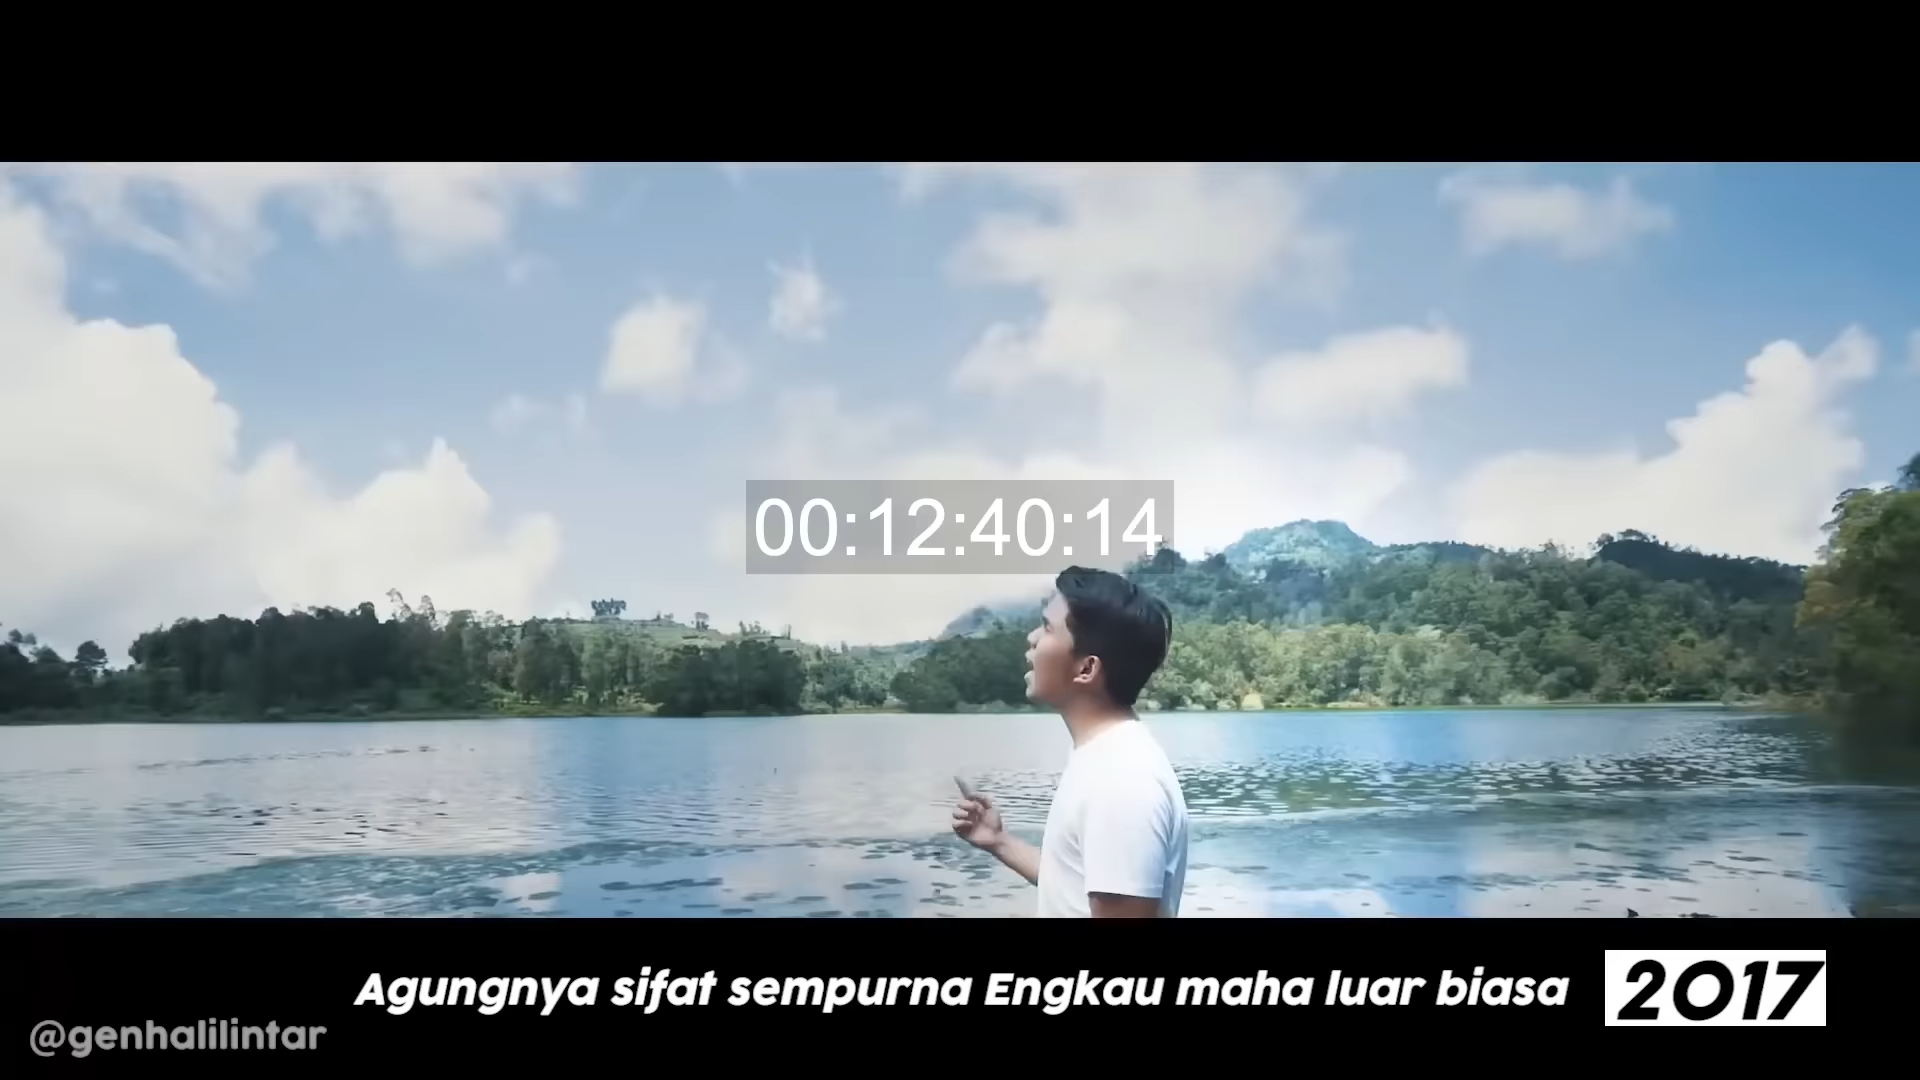 00:12:40:14
Agungnya sifat sempurna Engkau maha luar biasa
2017
@genhalilintar